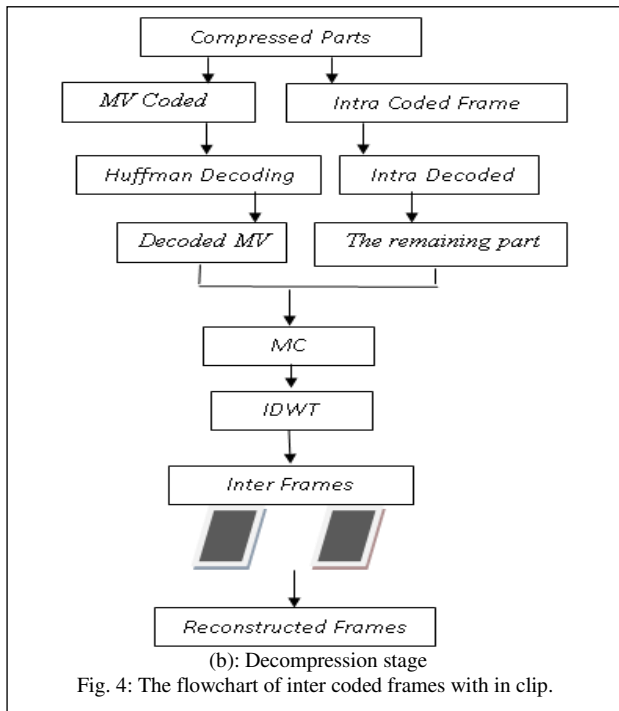 Compressed Parts
MV Coded
Intra Coded Frame
Huffman Decoding
Intra Decoded
Decoded MV
The remaining part
MC
IDWT
Inter Frames
Reconstructed Frames
(b): Decompression stage
Fig. 4: The flowchart of inter coded frames with in clip.